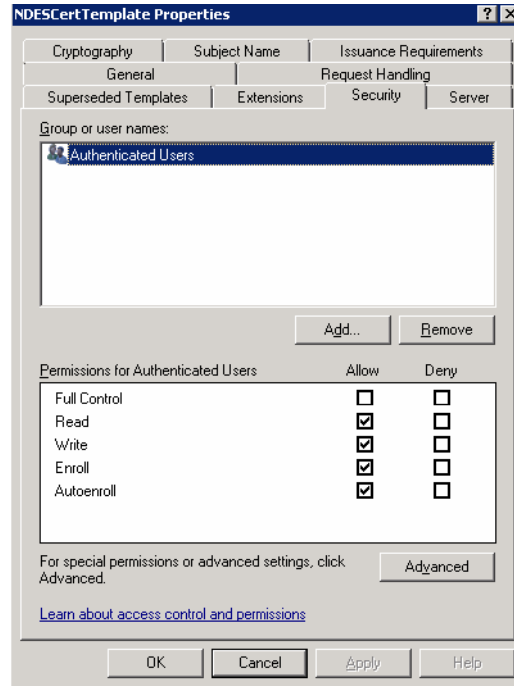 NDESCertTemplate Properties
Cryptography Subject Name Issuance Requirements
General Request Handling
Superseded Templates Extensions Security Server
Group or user names:
Authenticated Users
Add... Remove
Permissions for Authenticated Users Allow Deny
Full Control
Read
Write
Enroll
Autoenroll
For special permissions or advanced settings, click
Advanced.
Advanced
Learn about access control and permissions
OK Cancel Apply Help